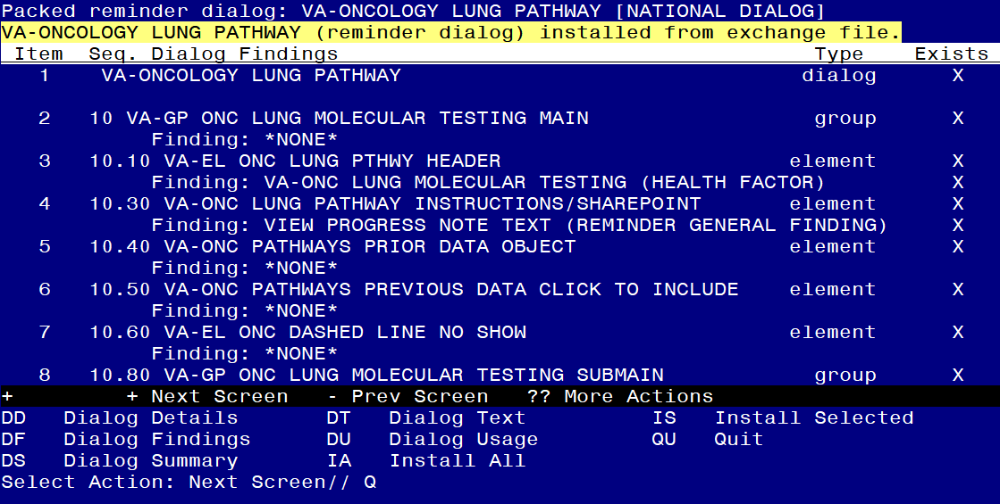 Packed reminder dialog: VA-ONCOLOGY LUNG PATHWAY [NATIONAL DIALOG]
VA-ONCOLOGY LUNG PATHWAY (reminder dialog) installed from exchange file.
Item Seq. Dialog Findings Type Exists
1 VA-ONCOLOGY LUNG PATHWAY dialog X
2 10 VA-GP ONC LUNG MOLECULAR TESTING MAIN group X
Finding: *NONE*
3 10.10 VA-EL ONC LUNG PTHWY HEADER element X
Finding: VA-ONC LUNG MOLECULAR TESTING (HEALTH FACTOR) X
4 10.30 VA-ONC LUNG PATHWAY INSTRUCTIONS/SHAREPOINT element X
Finding: VIEW PROGRESS NOTE TEXT (REMINDER GENERAL FINDING) X
5 10.40 VA-ONC PATHWAYS PRIOR DATA OBJECT element X
Finding: *NONE*
6 10.50 VA-ONC PATHWAYS PREVIOUS DATA CLICK TO INCLUDE element X
Finding: *NONE*
7 10.60 VA-EL ONC DASHED LINE NO SHOW element X
Finding: *NONE*
8 10.80 VA-GP ONC LUNG MOLECULAR TESTING SUBMAIN group X
+ + Next Screen - Prev Screen ?? More Actions
DD Dialog Details DT Dialog Text IS Install Selected
DF Dialog Findings DU Dialog Usage QU Quit
DS Dialog Summary IA Install All
Select Action: Next Screen// Q